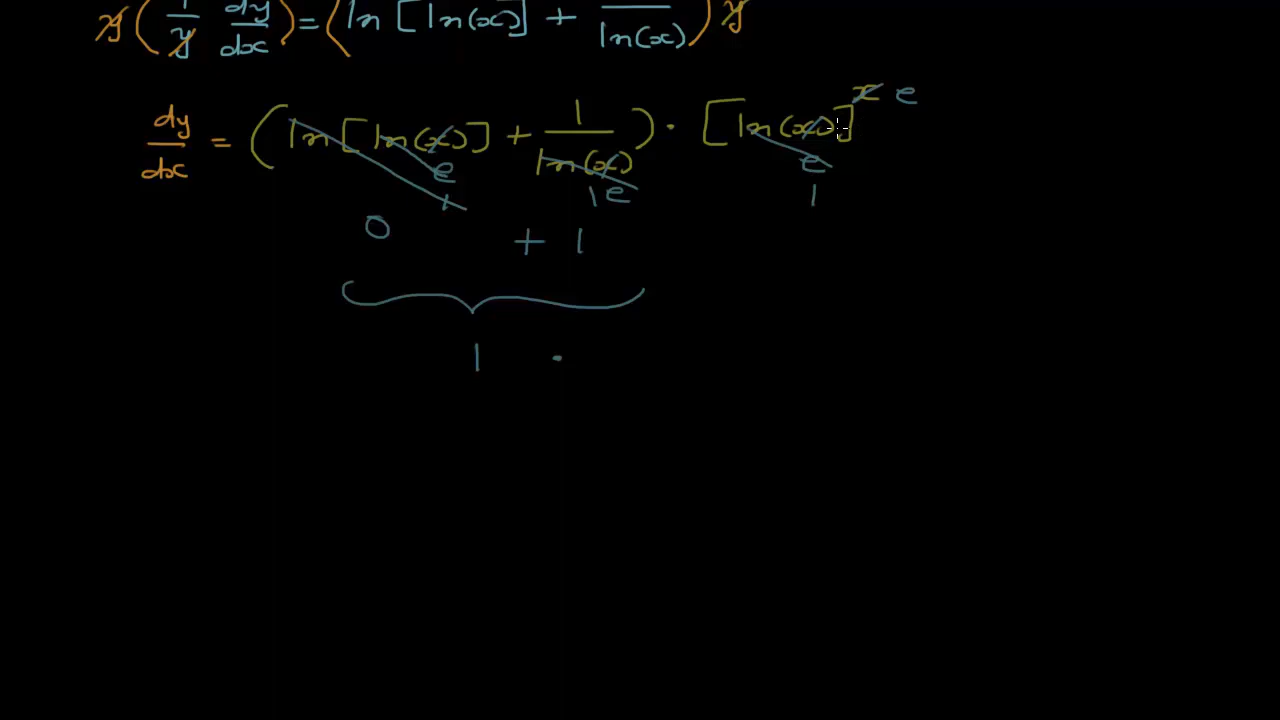 y(1/y dy/dx) = (ln[ln(x)] + 1/ln(x)) y
dy/dx = (ln[ln(x)] + 1/ln(x)) · [ln(x)]^x e
e e e
1 1 1
0 + 1
1 ·